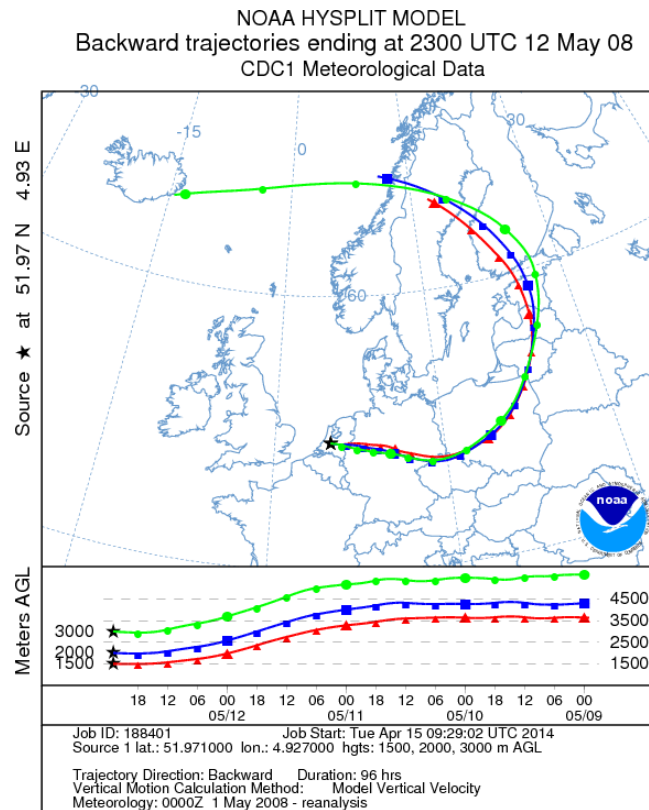 NOAA HYSPLIT MODEL
Backward trajectories ending at 2300 UTC 12 May 08
CDC1 Meteorological Data
Source ★ at 51.97 N 4.93 E
-30
-15
0
30
60
noaa
Meters AGL
3000
2000
1500
4500
3500
2500
1500
18 12 06 00 18 12 06 00 18 12 06 00 18 12 06 00
05/12 05/11 05/10 05/09
Job ID: 188401 Job Start: Tue Apr 15 09:29:02 UTC 2014
Source 1 lat.: 51.971000 lon.: 4.927000 hgts: 1500, 2000, 3000 m AGL
Trajectory Direction: Backward Duration: 96 hrs
Vertical Motion Calculation Method: Model Vertical Velocity
Meteorology: 0000Z 1 May 2008 - reanalysis